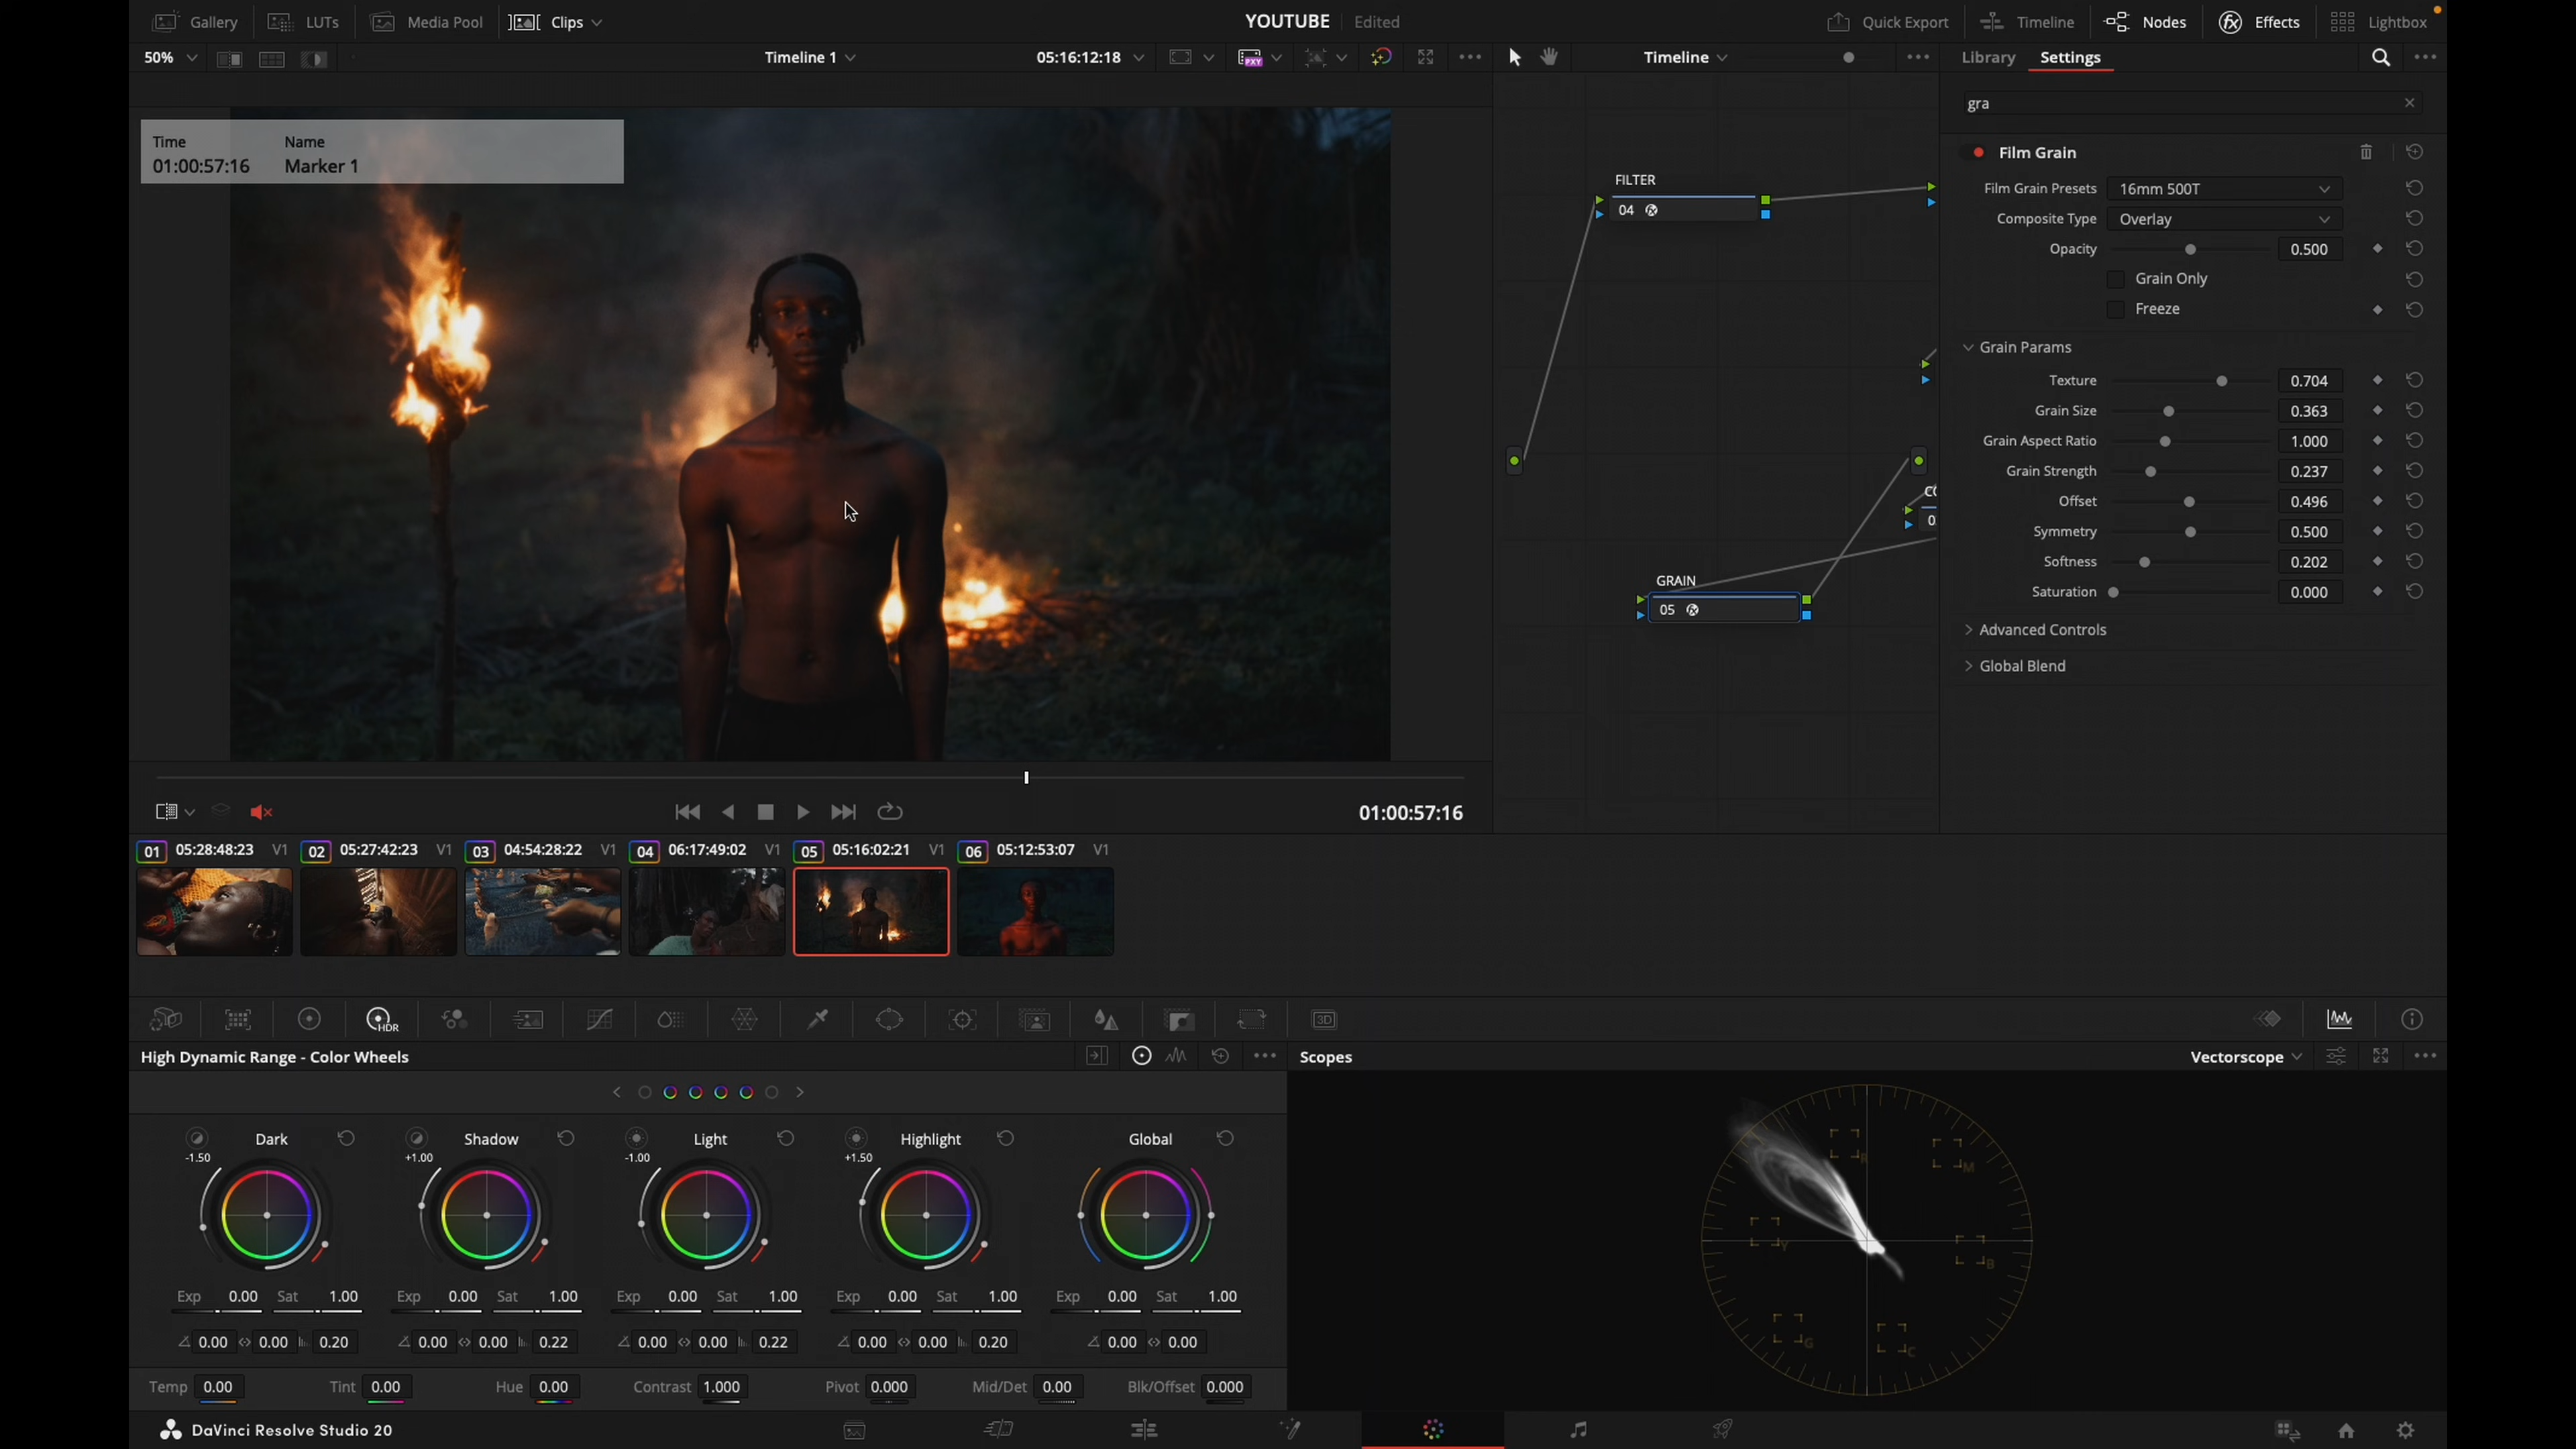 Gallery LUTs Media Pool Clips YOUTUBE Edited Quick Export Timeline Nodes Effects Lightbox
50% Timeline 1 05:16:12:18 PXY Timeline Library Settings
gra
Time Name
01:00:57:16 Marker 1
Film Grain
Film Grain Presets 16mm 500T
Composite Type Overlay
Opacity 0.500
Grain Only
Freeze
Grain Params
Texture 0.704
Grain Size 0.363
Grain Aspect Ratio 1.000
Grain Strength 0.237
Offset 0.496
Symmetry 0.500
Softness 0.202
Saturation 0.000
Advanced Controls
Global Blend
FILTER
04
GRAIN
05
01:00:57:16
01 05:28:48:23 V1 02 05:27:42:23 V1 03 04:54:28:22 V1 04 06:17:49:02 V1 05 05:16:02:21 V1 06 05:12:53:07 V1
HDR 3D
High Dynamic Range - Color Wheels
Scopes Vectorscope
Dark Shadow Light Highlight Global
-1.50 +1.00 -1.00 +1.50
Exp 0.00 Sat 1.00 Exp 0.00 Sat 1.00 Exp 0.00 Sat 1.00 Exp 0.00 Sat 1.00 Exp 0.00 Sat 1.00
0.00 0.00 0.20 0.00 0.00 0.22 0.00 0.00 0.22 0.00 0.00 0.20 0.00 0.00
Temp 0.00 Tint 0.00 Hue 0.00 Contrast 1.000 Pivot 0.000 Mid/Det 0.00 Blk/Offset 0.000
R M
Y B
G C
DaVinci Resolve Studio 20